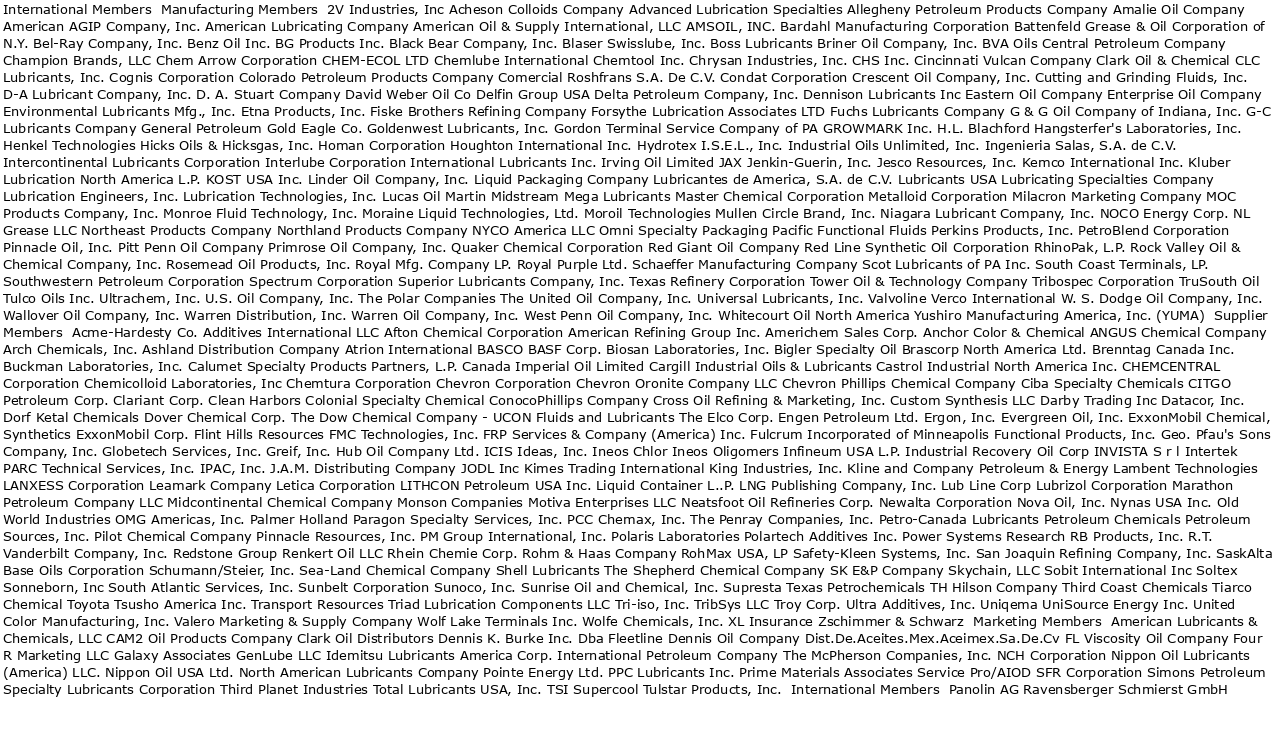 International Members  Manufacturing Members  2V Industries, Inc Acheson Colloids Company Advanced Lubrication Specialties Allegheny Petroleum Products Company Amalie Oil Company
American AGIP Company, Inc. American Lubricating Company American Oil & Supply International, LLC AMSOIL, INC. Bardahl Manufacturing Corporation Battenfeld Grease & Oil Corporation of
N.Y. Bel-Ray Company, Inc. Benz Oil Inc. BG Products Inc. Black Bear Company, Inc. Blaser Swisslube, Inc. Boss Lubricants Briner Oil Company, Inc. BVA Oils Central Petroleum Company
Champion Brands, LLC Chem Arrow Corporation CHEM-ECOL LTD Chemlube International Chemtool Inc. Chrysan Industries, Inc. CHS Inc. Cincinnati Vulcan Company Clark Oil & Chemical CLC
Lubricants, Inc. Cognis Corporation Colorado Petroleum Products Company Comercial Roshfrans S.A. De C.V. Condat Corporation Crescent Oil Company, Inc. Cutting and Grinding Fluids, Inc.
D-A Lubricant Company, Inc. D. A. Stuart Company David Weber Oil Co Delfin Group USA Delta Petroleum Company, Inc. Dennison Lubricants Inc Eastern Oil Company Enterprise Oil Company
Environmental Lubricants Mfg., Inc. Etna Products, Inc. Fiske Brothers Refining Company Forsythe Lubrication Associates LTD Fuchs Lubricants Company G & G Oil Company of Indiana, Inc. G-C
Lubricants Company General Petroleum Gold Eagle Co. Goldenwest Lubricants, Inc. Gordon Terminal Service Company of PA GROWMARK Inc. H.L. Blachford Hangsterfer's Laboratories, Inc.
Henkel Technologies Hicks Oils & Hicksgas, Inc. Homan Corporation Houghton International Inc. Hydrotex I.S.E.L., Inc. Industrial Oils Unlimited, Inc. Ingenieria Salas, S.A. de C.V.
Intercontinental Lubricants Corporation Interlube Corporation International Lubricants Inc. Irving Oil Limited JAX Jenkin-Guerin, Inc. Jesco Resources, Inc. Kemco International Inc. Kluber
Lubrication North America L.P. KOST USA Inc. Linder Oil Company, Inc. Liquid Packaging Company Lubricantes de America, S.A. de C.V. Lubricants USA Lubricating Specialties Company
Lubrication Engineers, Inc. Lubrication Technologies, Inc. Lucas Oil Martin Midstream Mega Lubricants Master Chemical Corporation Metalloid Corporation Milacron Marketing Company MOC
Products Company, Inc. Monroe Fluid Technology, Inc. Moraine Liquid Technologies, Ltd. Moroil Technologies Mullen Circle Brand, Inc. Niagara Lubricant Company, Inc. NOCO Energy Corp. NL
Grease LLC Northeast Products Company Northland Products Company NYCO America LLC Omni Specialty Packaging Pacific Functional Fluids Perkins Products, Inc. PetroBlend Corporation
Pinnacle Oil, Inc. Pitt Penn Oil Company Primrose Oil Company, Inc. Quaker Chemical Corporation Red Giant Oil Company Red Line Synthetic Oil Corporation RhinoPak, L.P. Rock Valley Oil &
Chemical Company, Inc. Rosemead Oil Products, Inc. Royal Mfg. Company LP. Royal Purple Ltd. Schaeffer Manufacturing Company Scot Lubricants of PA Inc. South Coast Terminals, LP.
Southwestern Petroleum Corporation Spectrum Corporation Superior Lubricants Company, Inc. Texas Refinery Corporation Tower Oil & Technology Company Tribospec Corporation TruSouth Oil
Tulco Oils Inc. Ultrachem, Inc. U.S. Oil Company, Inc. The Polar Companies The United Oil Company, Inc. Universal Lubricants, Inc. Valvoline Verco International W. S. Dodge Oil Company, Inc.
Wallover Oil Company, Inc. Warren Distribution, Inc. Warren Oil Company, Inc. West Penn Oil Company, Inc. Whitecourt Oil North America Yushiro Manufacturing America, Inc. (YUMA)  Supplier
Members  Acme-Hardesty Co. Additives International LLC Afton Chemical Corporation American Refining Group Inc. Americhem Sales Corp. Anchor Color & Chemical ANGUS Chemical Company
Arch Chemicals, Inc. Ashland Distribution Company Atrion International BASCO BASF Corp. Biosan Laboratories, Inc. Bigler Specialty Oil Brascorp North America Ltd. Brenntag Canada Inc.
Buckman Laboratories, Inc. Calumet Specialty Products Partners, L.P. Canada Imperial Oil Limited Cargill Industrial Oils & Lubricants Castrol Industrial North America Inc. CHEMCENTRAL
Corporation Chemicolloid Laboratories, Inc Chemtura Corporation Chevron Corporation Chevron Oronite Company LLC Chevron Phillips Chemical Company Ciba Specialty Chemicals CITGO
Petroleum Corp. Clariant Corp. Clean Harbors Colonial Specialty Chemical ConocoPhillips Company Cross Oil Refining & Marketing, Inc. Custom Synthesis LLC Darby Trading Inc Datacor, Inc.
Dorf Ketal Chemicals Dover Chemical Corp. The Dow Chemical Company - UCON Fluids and Lubricants The Elco Corp. Engen Petroleum Ltd. Ergon, Inc. Evergreen Oil, Inc. ExxonMobil Chemical,
Synthetics ExxonMobil Corp. Flint Hills Resources FMC Technologies, Inc. FRP Services & Company (America) Inc. Fulcrum Incorporated of Minneapolis Functional Products, Inc. Geo. Pfau's Sons
Company, Inc. Globetech Services, Inc. Greif, Inc. Hub Oil Company Ltd. ICIS Ideas, Inc. Ineos Chlor Ineos Oligomers Infineum USA L.P. Industrial Recovery Oil Corp INVISTA S r l Intertek
PARC Technical Services, Inc. IPAC, Inc. J.A.M. Distributing Company JODL Inc Kimes Trading International King Industries, Inc. Kline and Company Petroleum & Energy Lambent Technologies
LANXESS Corporation Leamark Company Letica Corporation LITHCON Petroleum USA Inc. Liquid Container L..P. LNG Publishing Company, Inc. Lub Line Corp Lubrizol Corporation Marathon
Petroleum Company LLC Midcontinental Chemical Company Monson Companies Motiva Enterprises LLC Neatsfoot Oil Refineries Corp. Newalta Corporation Nova Oil, Inc. Nynas USA Inc. Old
World Industries OMG Americas, Inc. Palmer Holland Paragon Specialty Services, Inc. PCC Chemax, Inc. The Penray Companies, Inc. Petro-Canada Lubricants Petroleum Chemicals Petroleum
Sources, Inc. Pilot Chemical Company Pinnacle Resources, Inc. PM Group International, Inc. Polaris Laboratories Polartech Additives Inc. Power Systems Research RB Products, Inc. R.T.
Vanderbilt Company, Inc. Redstone Group Renkert Oil LLC Rhein Chemie Corp. Rohm & Haas Company RohMax USA, LP Safety-Kleen Systems, Inc. San Joaquin Refining Company, Inc. SaskAlta
Base Oils Corporation Schumann/Steier, Inc. Sea-Land Chemical Company Shell Lubricants The Shepherd Chemical Company SK E&P Company Skychain, LLC Sobit International Inc Soltex
Sonneborn, Inc South Atlantic Services, Inc. Sunbelt Corporation Sunoco, Inc. Sunrise Oil and Chemical, Inc. Supresta Texas Petrochemicals TH Hilson Company Third Coast Chemicals Tiarco
Chemical Toyota Tsusho America Inc. Transport Resources Triad Lubrication Components LLC Tri-iso, Inc. TribSys LLC Troy Corp. Ultra Additives, Inc. Uniqema UniSource Energy Inc. United
Color Manufacturing, Inc. Valero Marketing & Supply Company Wolf Lake Terminals Inc. Wolfe Chemicals, Inc. XL Insurance Zschimmer & Schwarz  Marketing Members  American Lubricants &
Chemicals, LLC CAM2 Oil Products Company Clark Oil Distributors Dennis K. Burke Inc. Dba Fleetline Dennis Oil Company Dist.De.Aceites.Mex.Aceimex.Sa.De.Cv FL Viscosity Oil Company Four
R Marketing LLC Galaxy Associates GenLube LLC Idemitsu Lubricants America Corp. International Petroleum Company The McPherson Companies, Inc. NCH Corporation Nippon Oil Lubricants
(America) LLC. Nippon Oil USA Ltd. North American Lubricants Company Pointe Energy Ltd. PPC Lubricants Inc. Prime Materials Associates Service Pro/AIOD SFR Corporation Simons Petroleum
Specialty Lubricants Corporation Third Planet Industries Total Lubricants USA, Inc. TSI Supercool Tulstar Products, Inc.  International Members  Panolin AG Ravensberger Schmierst GmbH